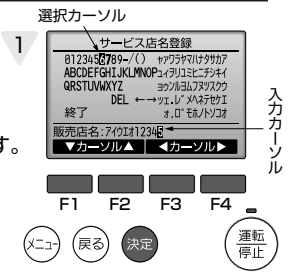 選択カーソル
1
サービス店名登録
0123456789-/() ヤアワラヤマハナタサカア
ABCDEFGHIJKLMNOPュィヲリユミヒニチシキイ
QRSTUVWXYZ ョゥンルヨムフヌツスクウ
DEL ←→ッェ.レ゛メヘネテセケエ
終了 ォ,ロ゜モホノトソコオ
販売店名:アイウエオ12345
▼カーソル▲ ◀カーソル▶
入力カーソル
す。
F1 F2 F3 F4
メニュー 戻る 決定 運転停止